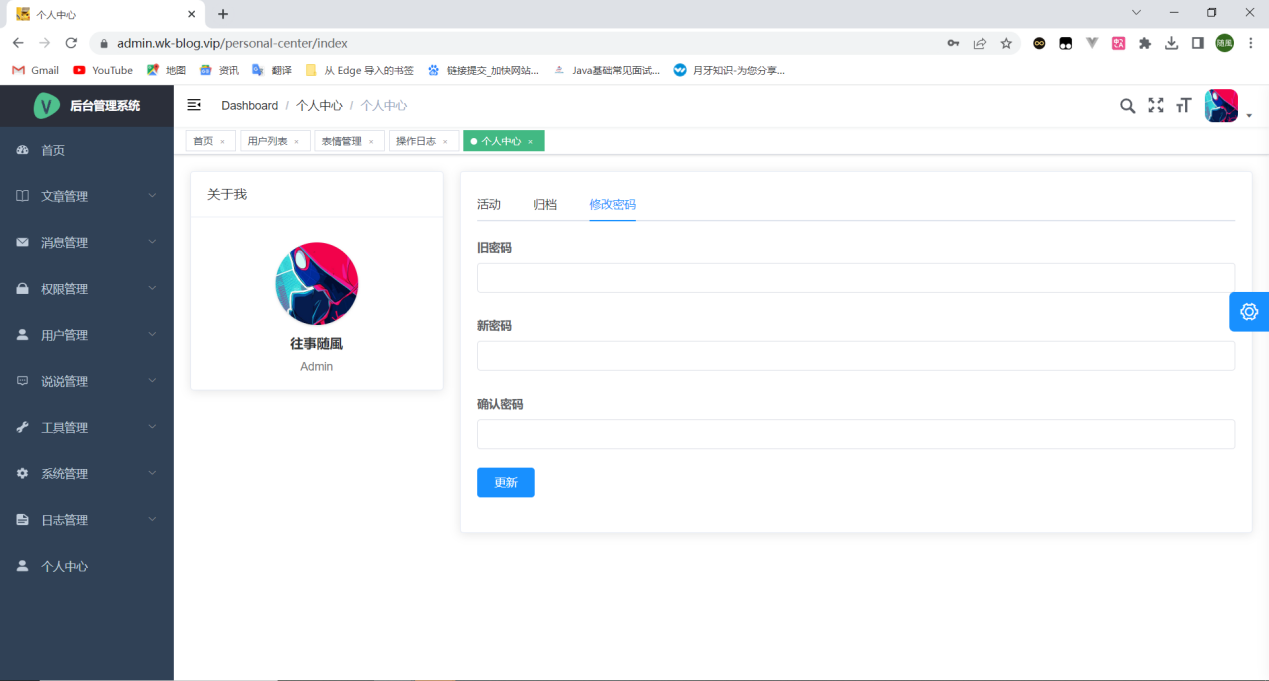 个人中心
admin.wk-blog.vip/personal-center/index
随風
Gmail YouTube 地图 资讯 翻译 从 Edge 导入的书签 链接提交_加快网站... Java基础常见面试... 月牙知识-为您分享...
V 后台管理系统
Dashboard / 个人中心 / 个人中心
首页 用户列表 表情管理 操作日志 个人中心
首页
文章管理
消息管理
权限管理
用户管理
说说管理
工具管理
系统管理
日志管理
个人中心
关于我
往事随風
Admin
活动 归档 修改密码
旧密码
新密码
确认密码
更新